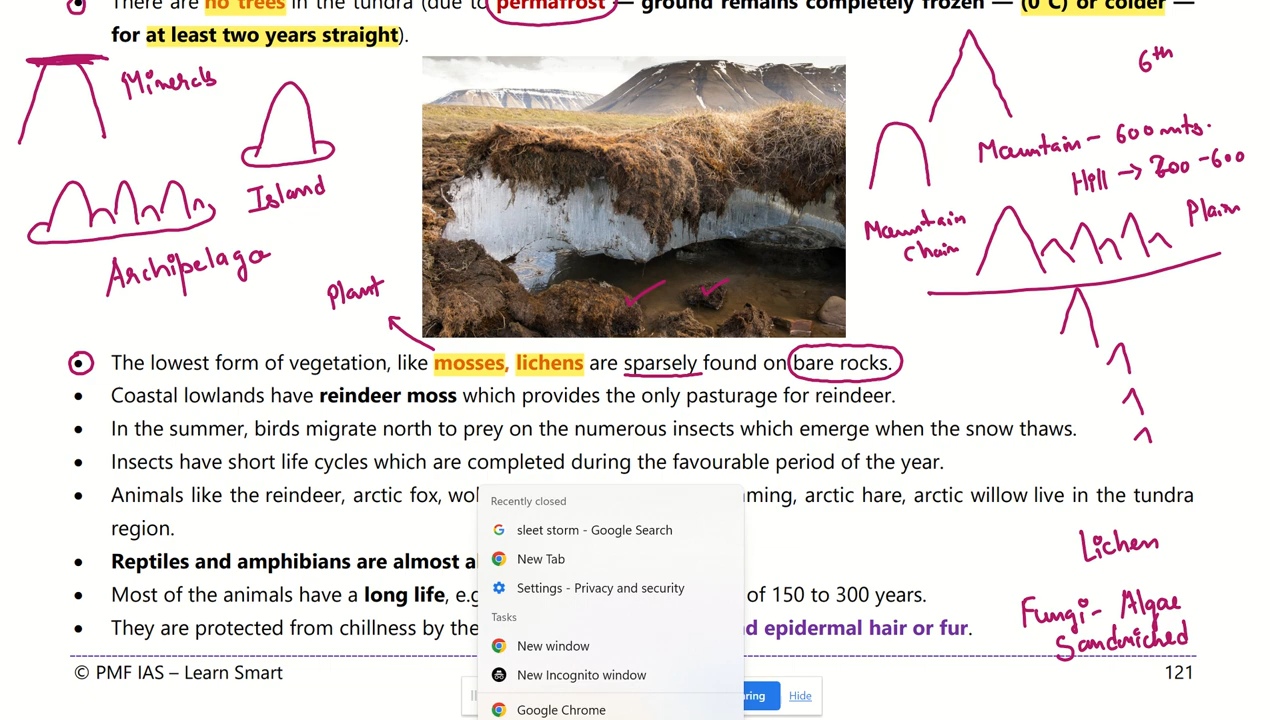 There are no trees in the tundra (due to permafrost — ground remains completely frozen — (0°C) or colder —
for at least two years straight).
Minerals
Island
Archipelago
6th
Mountain - 600 mts.
Hill → 300-600
Mountain
Chain
Plain
Plant
• The lowest form of vegetation, like mosses, lichens are sparsely found on bare rocks.
• Coastal lowlands have reindeer moss which provides the only pasturage for reindeer.
• In the summer, birds migrate north to prey on the numerous insects which emerge when the snow thaws.
• Insects have short life cycles which are completed during the favourable period of the year.
• Animals like the reindeer, arctic fox, arctic hare, arctic willow live in the tundra
region.
• Reptiles and amphibians are almost
• Most of the animals have a long life, of 150 to 300 years.
• They are protected from chillness by the epidermal hair or fur.
Lichen
Fungi- Algae
Sandwiched
Recently closed
sleet storm - Google Search
New Tab
Settings - Privacy and security
Tasks
New window
New Incognito window
Google Chrome
Hide
© PMF IAS – Learn Smart
121